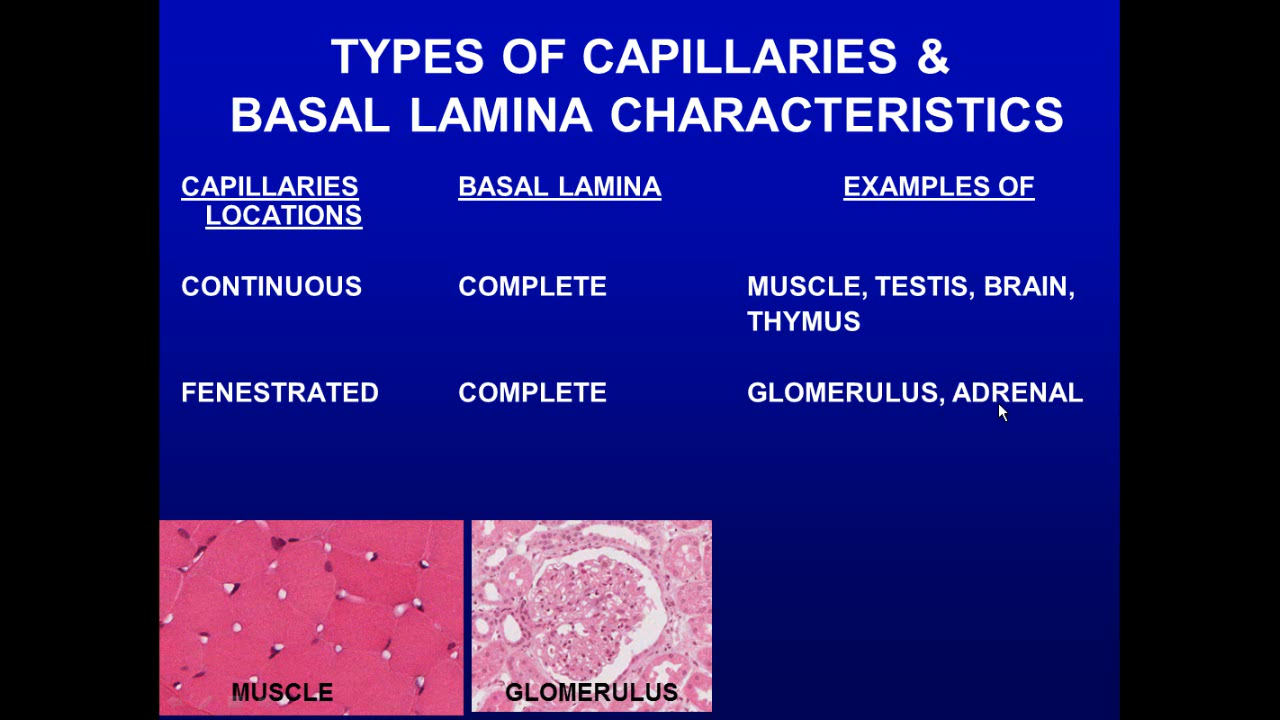 TYPES OF CAPILLARIES &
BASAL LAMINA CHARACTERISTICS
CAPILLARIES BASAL LAMINA EXAMPLES OF
LOCATIONS
CONTINUOUS COMPLETE MUSCLE, TESTIS, BRAIN,
THYMUS
FENESTRATED COMPLETE GLOMERULUS, ADRENAL
MUSCLE GLOMERULUS